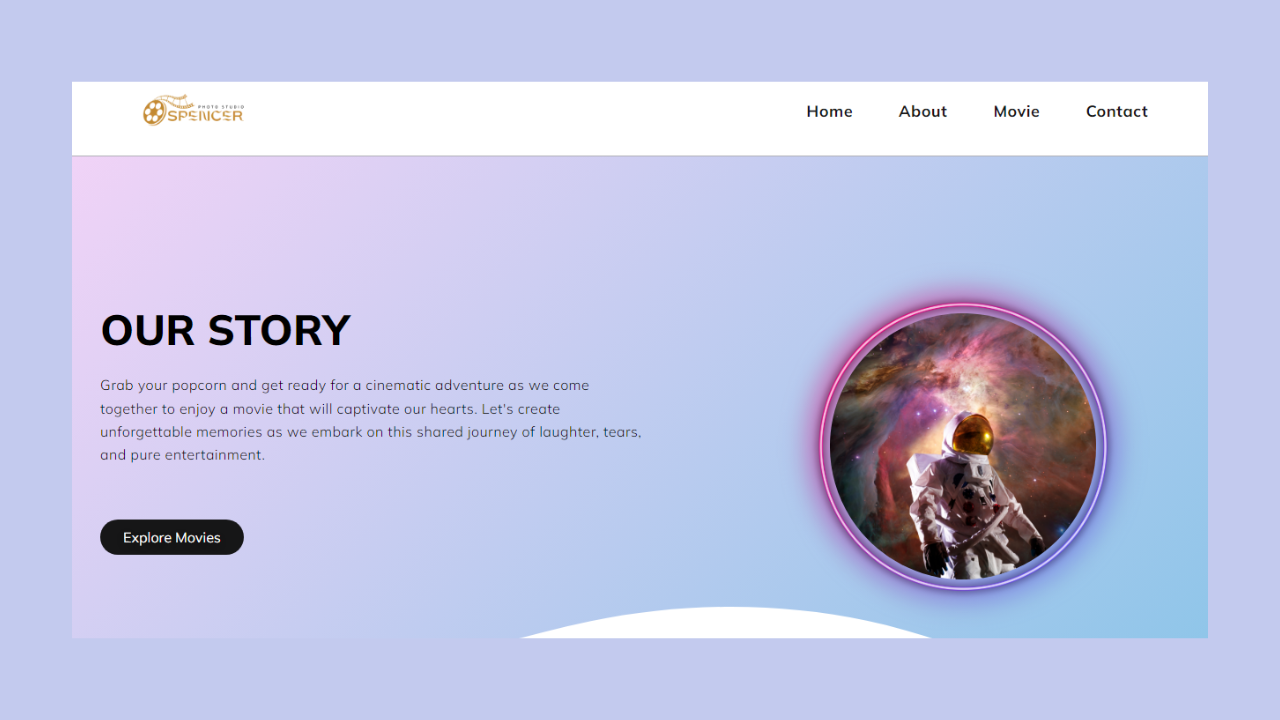 PHOTO STUDIO
SPENCER
Home About Movie Contact
OUR STORY
Grab your popcorn and get ready for a cinematic adventure as we come
together to enjoy a movie that will captivate our hearts. Let's create
unforgettable memories as we embark on this shared journey of laughter, tears,
and pure entertainment.
Explore Movies